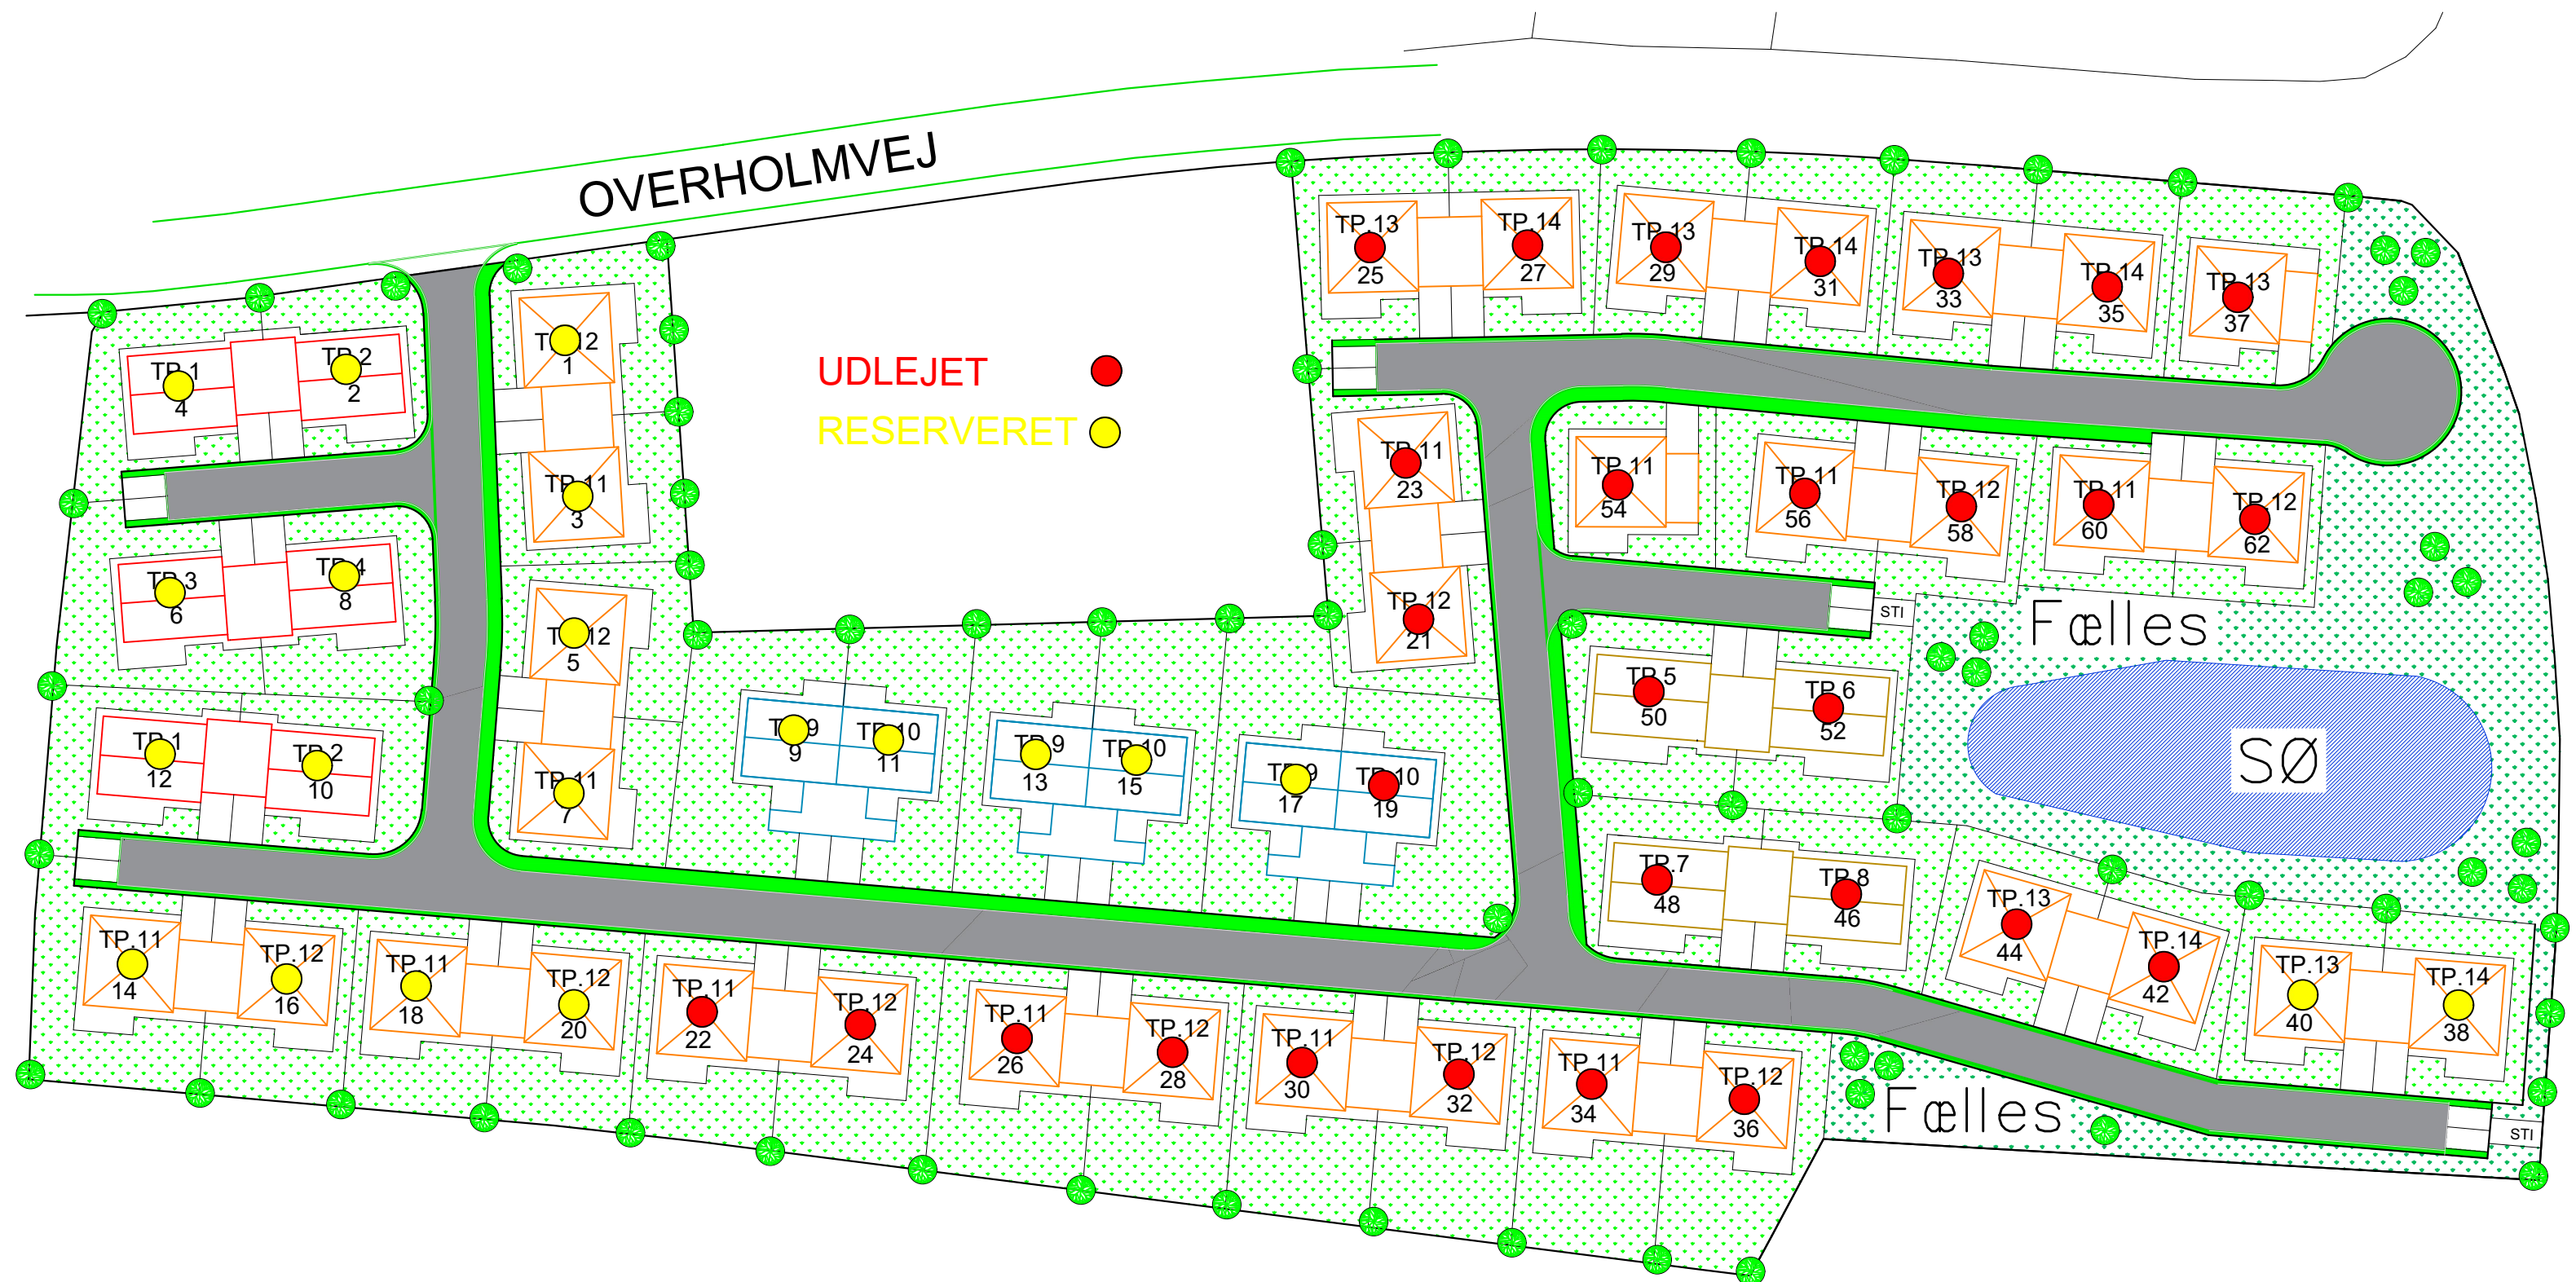 OVERHOLMVEJ
UDLEJET
RESERVERET
TP.13
25
TP.14
27
TP.13
29
TP.14
31
TP.13
33
TP.14
35
TP.13
37
TP.1
4
TP.2
2
TP.12
1
TP.11
3
TP.3
6
TP.4
8
TP.12
5
TP.11
7
TP.1
12
TP.2
10
TP.11
23
TP.12
21
TP.11
54
TP.11
56
TP.12
58
TP.11
60
TP.12
62
STI
Fælles
SØ
TP.5
50
TP.6
52
TP.9
9
TP.10
11
TP.9
13
TP.10
15
TP.9
17
TP.10
19
TP.7
48
TP.8
46
TP.13
44
TP.14
42
TP.13
40
TP.14
38
TP.11
14
TP.12
16
TP.11
18
TP.12
20
TP.11
22
TP.12
24
TP.11
26
TP.12
28
TP.11
30
TP.12
32
TP.11
34
TP.12
36
Fælles
STI